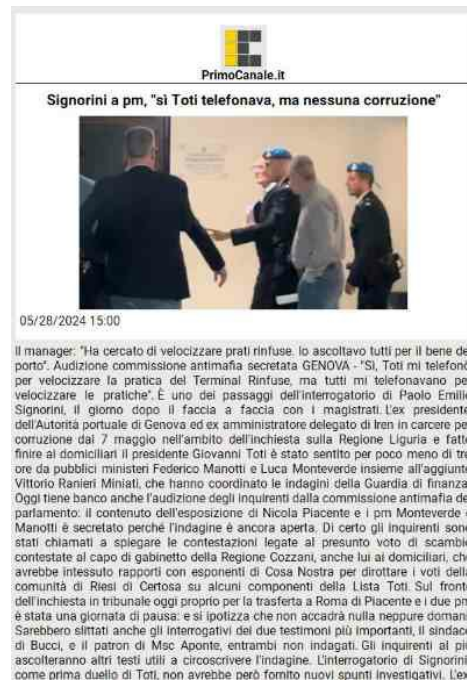 PrimoCanale.it
Signorini a pm, "sì Toti telefonava, ma nessuna corruzione"
05/28/2024 15:00
Il manager: "Ha cercato di velocizzare prati rinfuse. Io ascoltavo tutti per il bene de
porto". Audizione commissione antimafia secretata GENOVA - "Sì, Toti mi telefonò
per velocizzare la pratica del Terminal Rinfuse, ma tutti mi telefonavano pe
velocizzare le pratiche". È uno dei passaggi dell'interrogatorio di Paolo Emilio
Signorini, il giorno dopo il faccia a faccia con i magistrati. L'ex presidente
dell'Autorità portuale di Genova ed ex amministratore delegato di Iren in carcere per
corruzione dal 7 maggio nell'ambito dell'inchiesta sulla Regione Liguria e fatto
finire ai domiciliari il presidente Giovanni Toti è stato sentito per poco meno di tre
ore da pubblici ministeri Federico Manotti e Luca Monteverde insieme all'aggiunto
Vittorio Ranieri Miniati, che hanno coordinato le indagini della Guardia di finanza.
Oggi tiene banco anche l'audizione degli inquirenti dalla commissione antimafia de
parlamento: il contenuto dell'esposizione di Nicola Piacente e i pm Monteverde e
Manotti è secretato perché l'indagine è ancora aperta. Di certo gli inquirenti sono
stati chiamati a spiegare le contestazioni legate al presunto voto di scambio
contestate al capo di gabinetto della Regione Cozzani, anche lui ai domiciliari, che
avrebbe intessuto rapporti con esponenti di Cosa Nostra per dirottare i voti della
comunità di Riesi di Certosa su alcuni componenti della Lista Toti. Sul fronte
dell'inchiesta in tribunale oggi proprio per la trasferta a Roma di Piacente e i due pm
è stata una giornata di pausa: e si ipotizza che non accadrà nulla neppure domani
Sarebbero slittati anche gli interrogativi dei due testimoni più importanti, il sindaco
di Bucci, e il patron di Msc Aponte, entrambi non indagati. Gli inquirenti al più
ascolteranno altri testi utili a circoscrivere l'indagine. L'interrogatorio di Signorini
come prima duello di Toti, non avrebbe però fornito nuovi spunti investigativi. L'ex